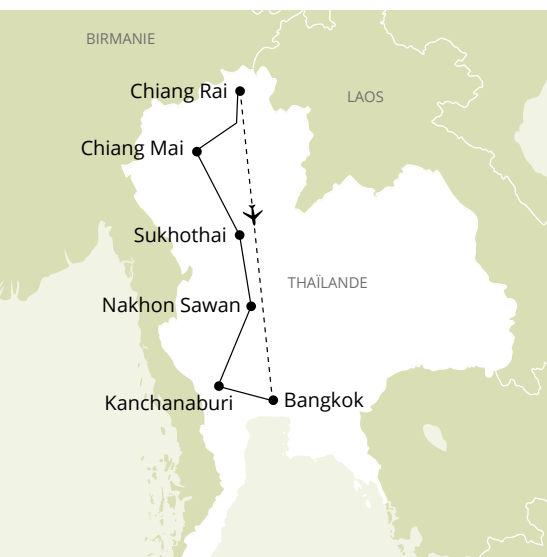 BIRMANIE
Chiang Rai
LAOS
Chiang Mai
Sukhothai
THAÏLANDE
Nakhon Sawan
Kanchanaburi
Bangkok